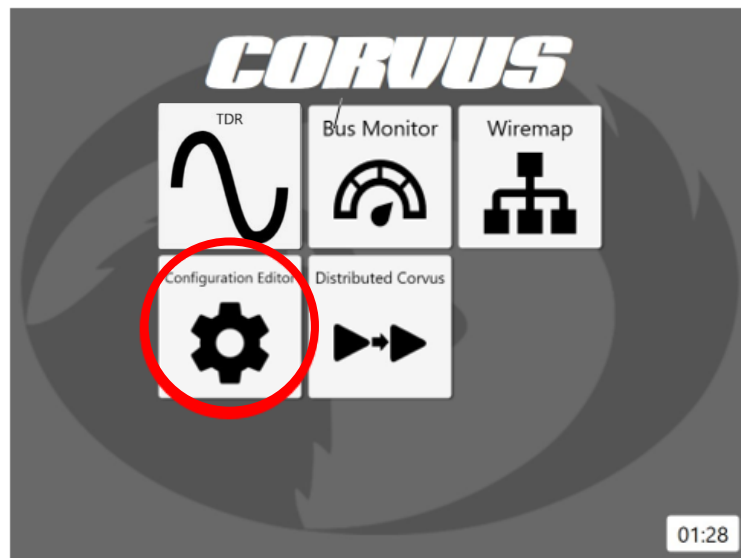 CORVUS
TDR
Bus Monitor
Wiremap
Configuration Editor
Distributed Corvus
01:28